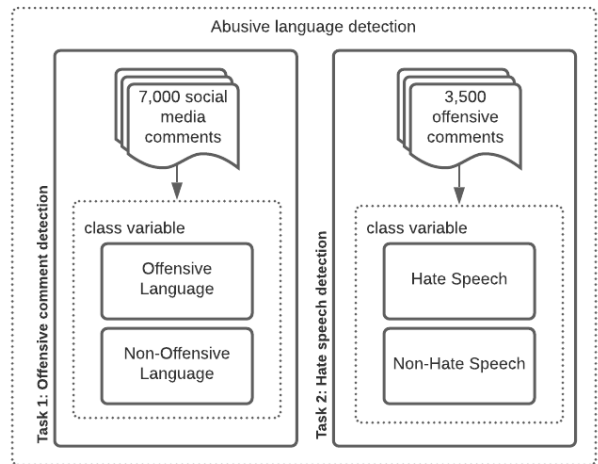 Abusive language detection
Task 1: Offensive comment detection
7,000 social
media
comments
class variable
Offensive
Language
Non-Offensive
Language
Task 2: Hate speech detection
3,500
offensive
comments
class variable
Hate Speech
Non-Hate Speech